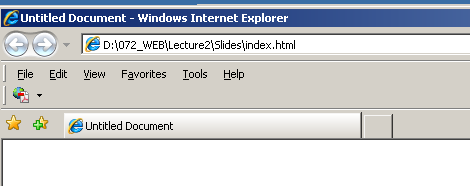 Untitled Document - Windows Internet Explorer
D:\072_WEB\Lecture2\Slides\index.html
File Edit View Favorites Tools Help
Untitled Document